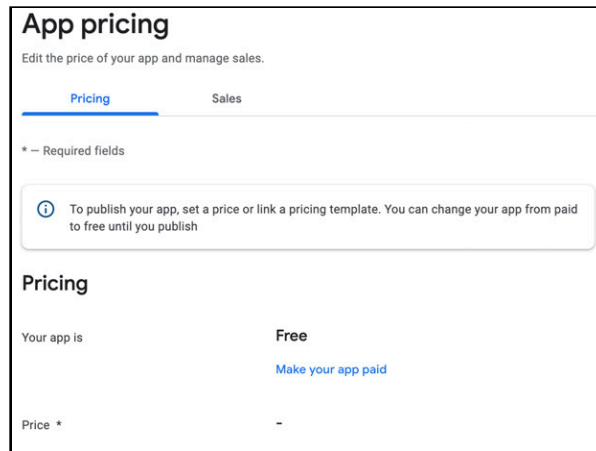 App pricing
Edit the price of your app and manage sales.
Pricing Sales
* — Required fields
To publish your app, set a price or link a pricing template. You can change your app from paid
to free until you publish
Pricing
Your app is Free
Make your app paid
Price * -